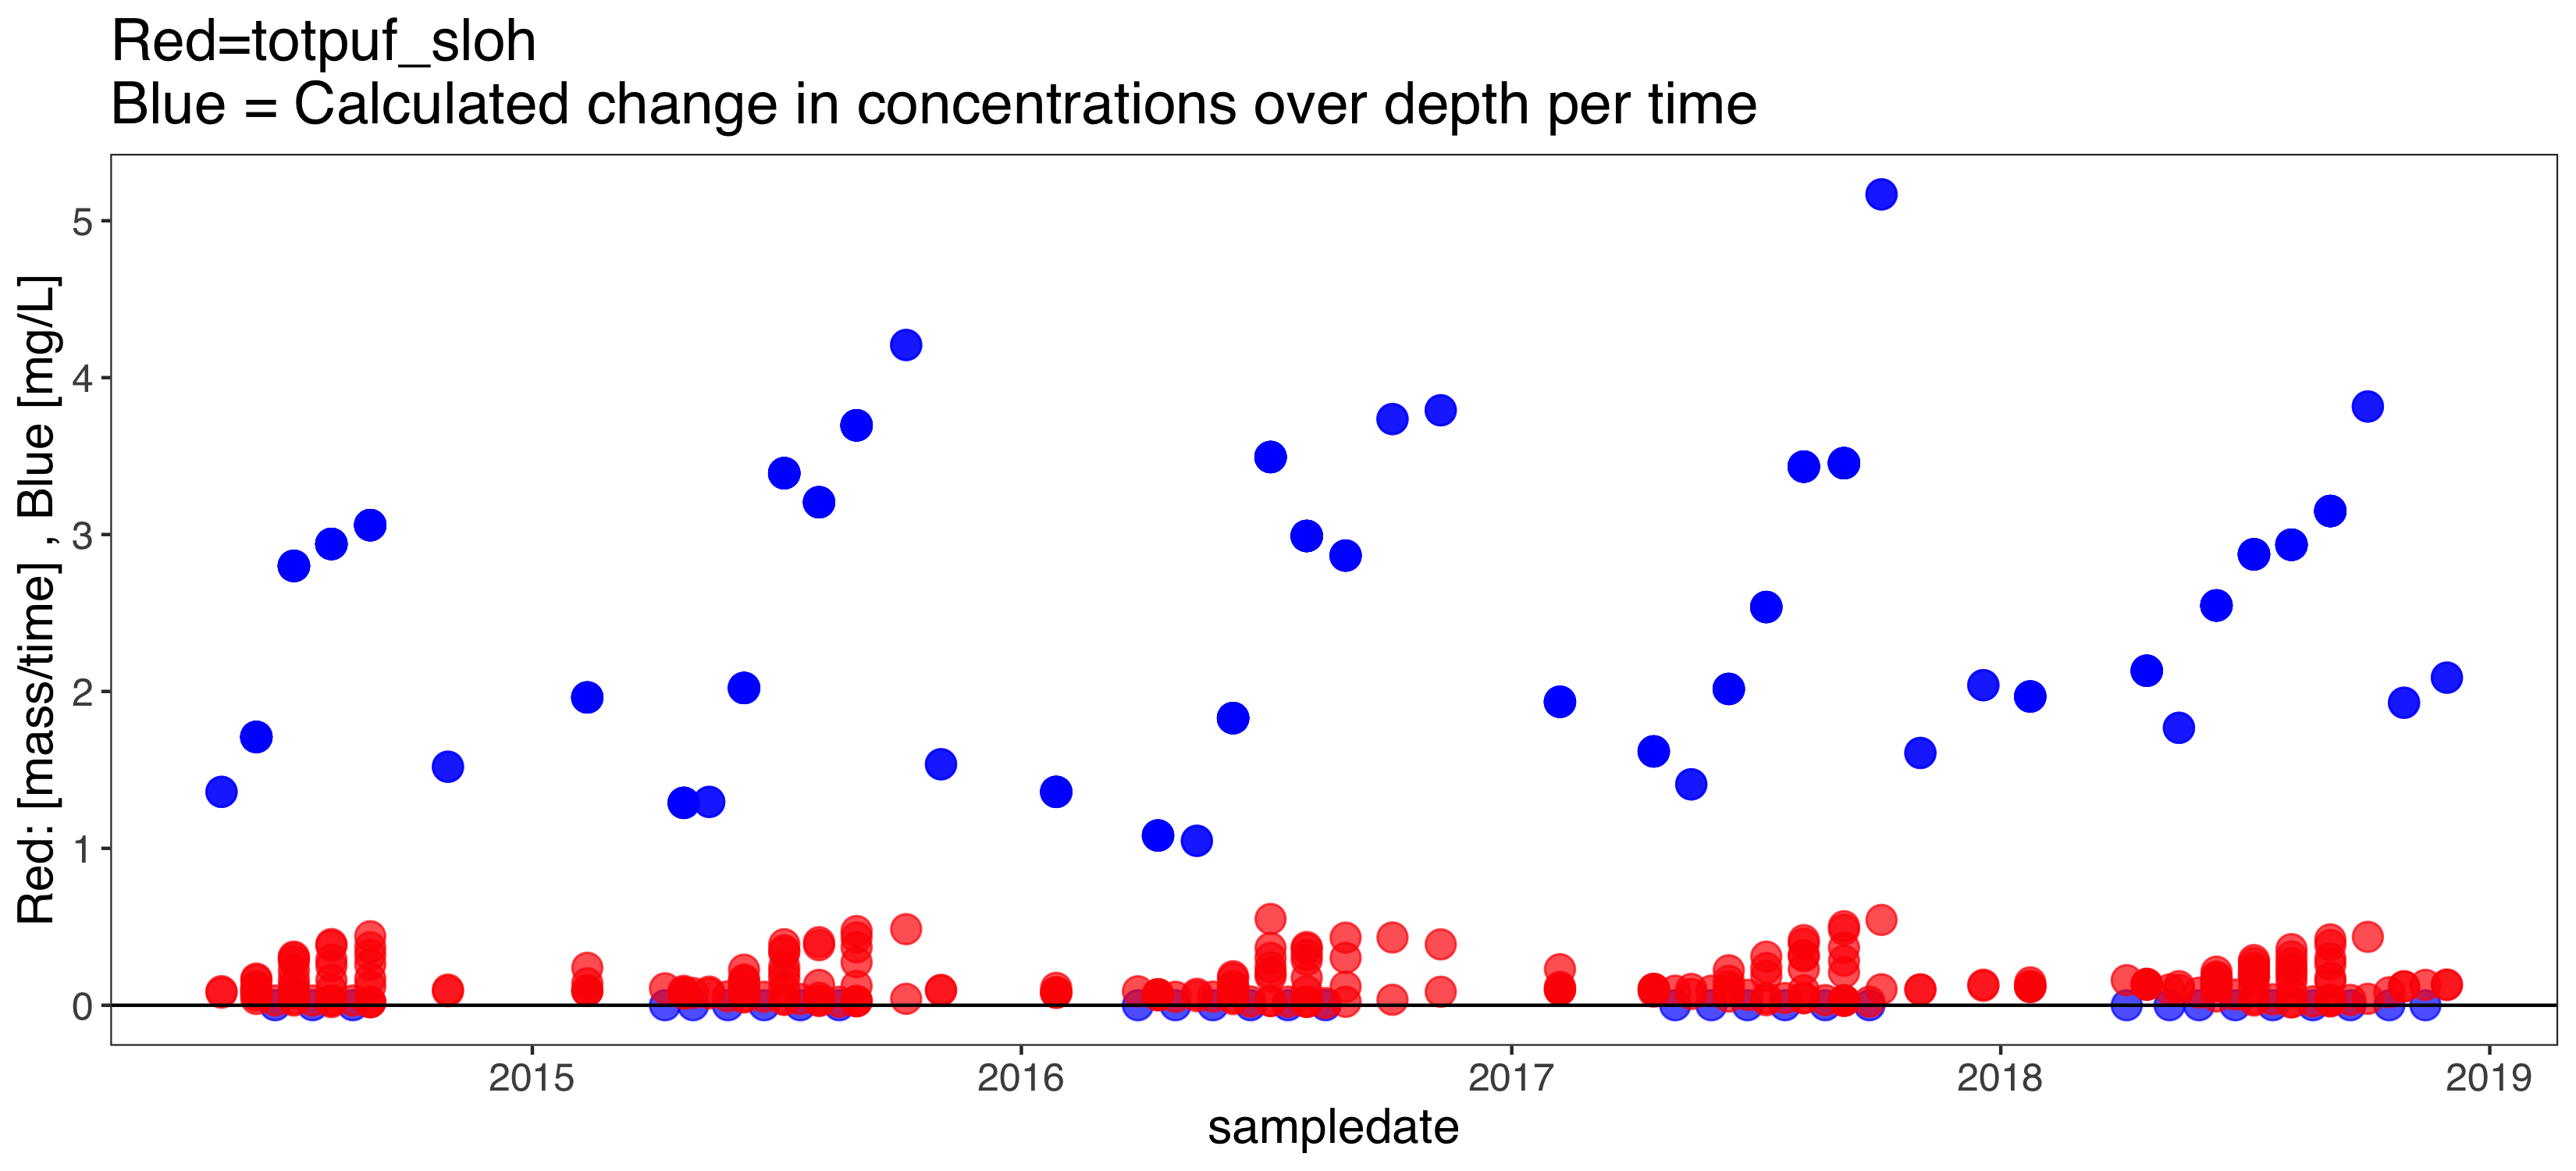 Red=totpuf_sloh
Blue = Calculated change in concentrations over depth per time
Red: [mass/time] , Blue [mg/L]
5
4
3
2
1
0
2015
2016
2017
2018
2019
sampledate